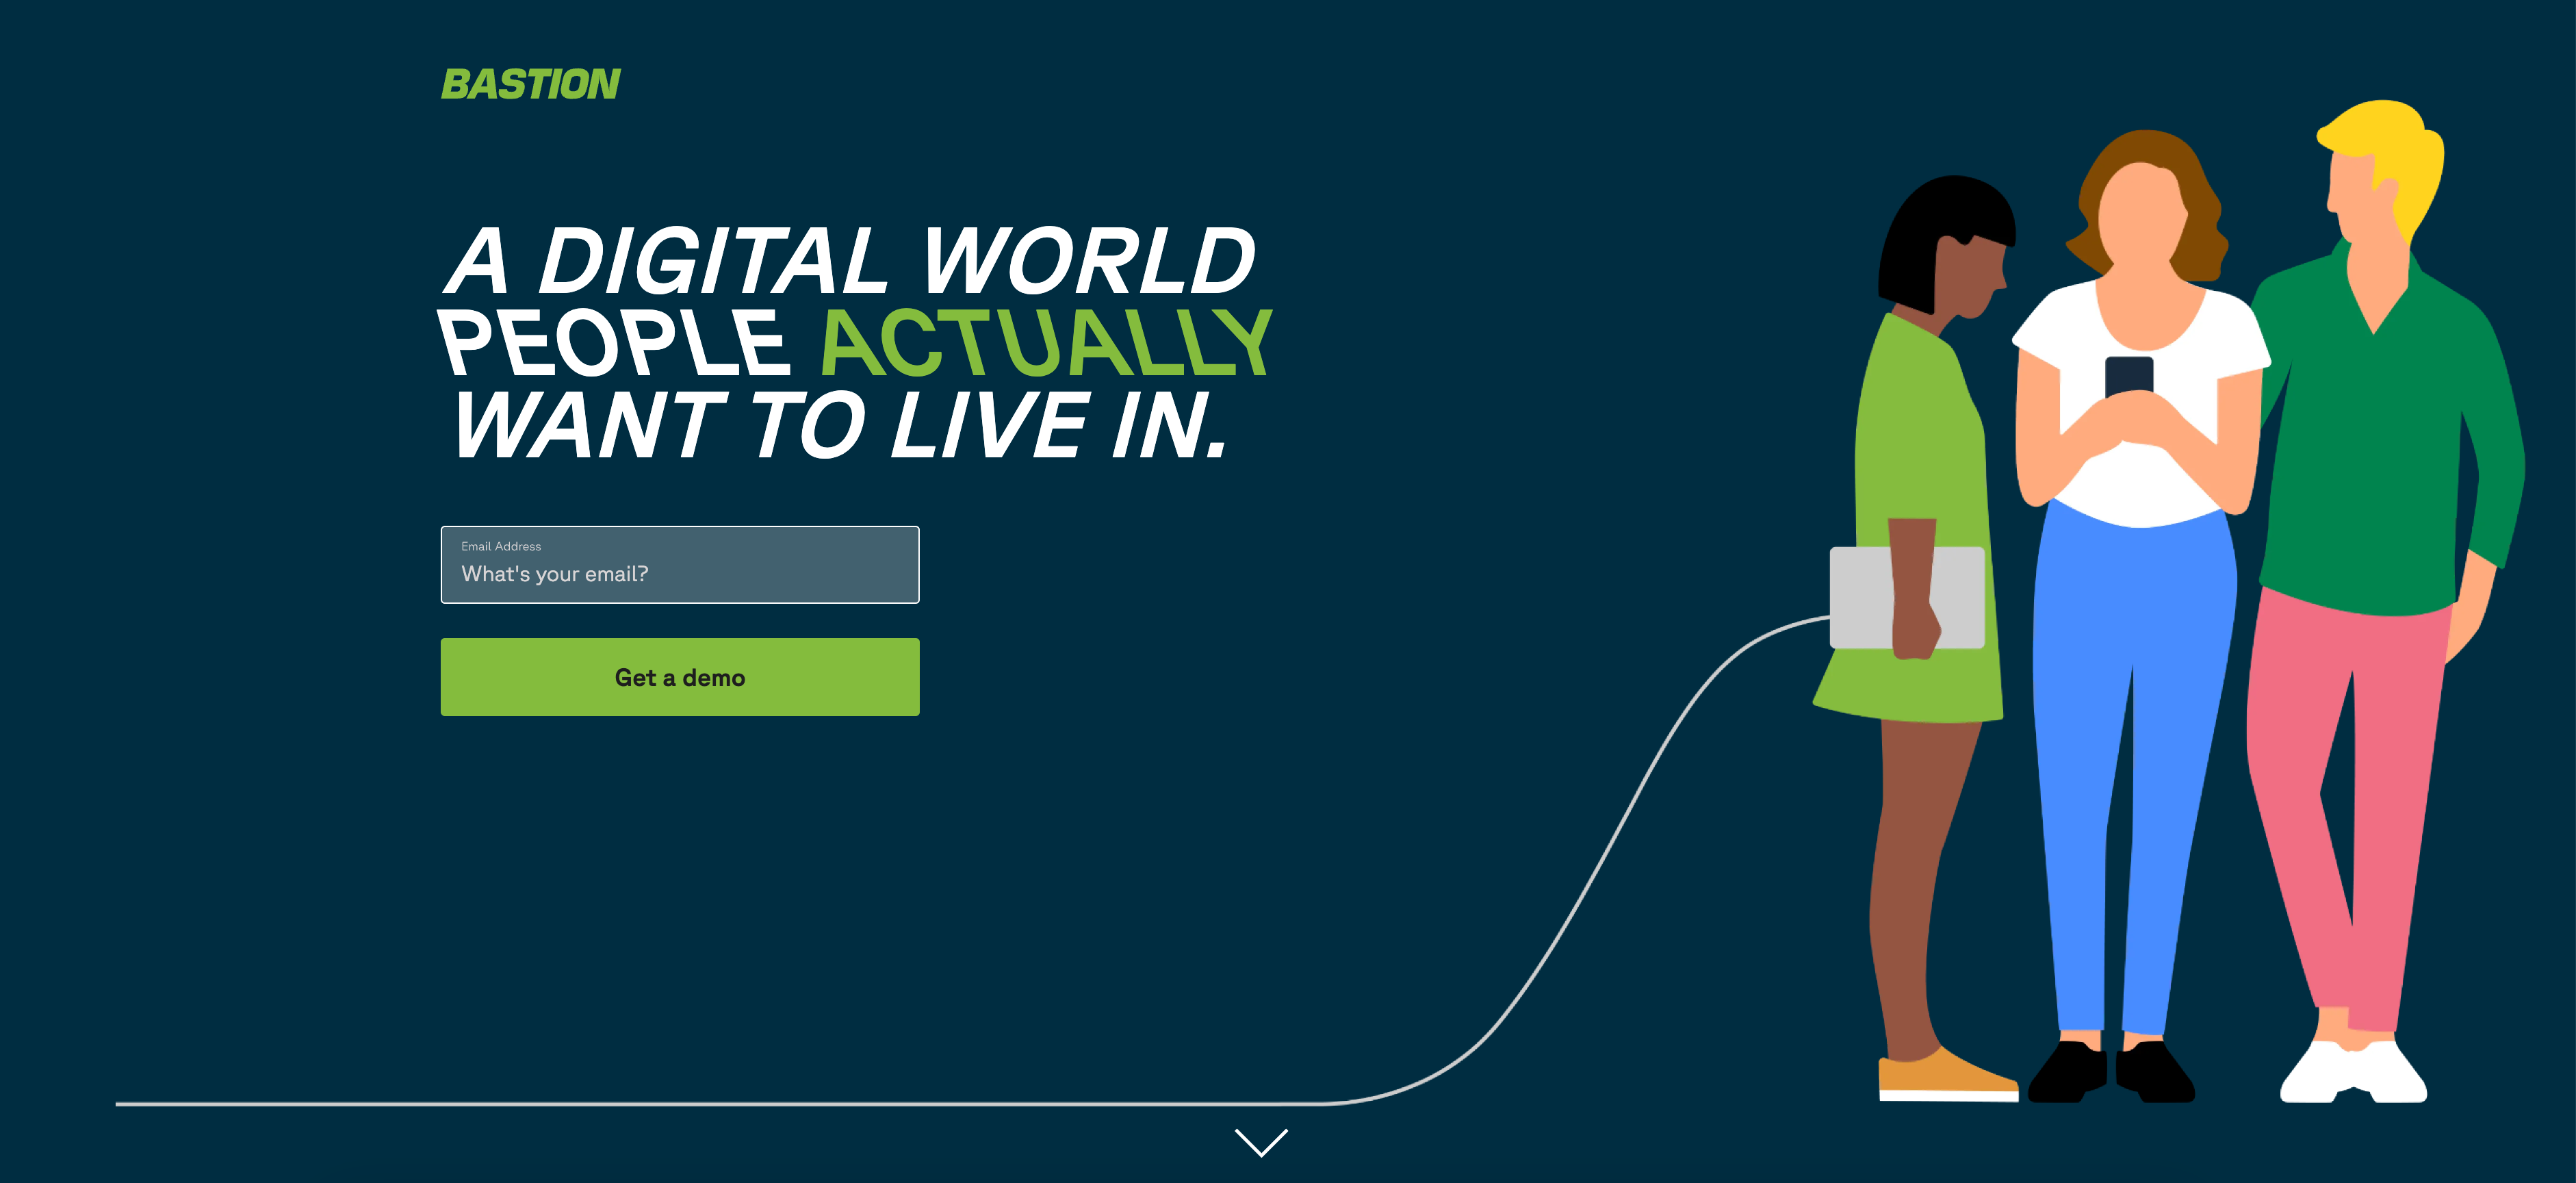 BASTION
A DIGITAL WORLD
PEOPLE ACTUALLY
WANT TO LIVE IN.
Email Address
What's your email?
Get a demo